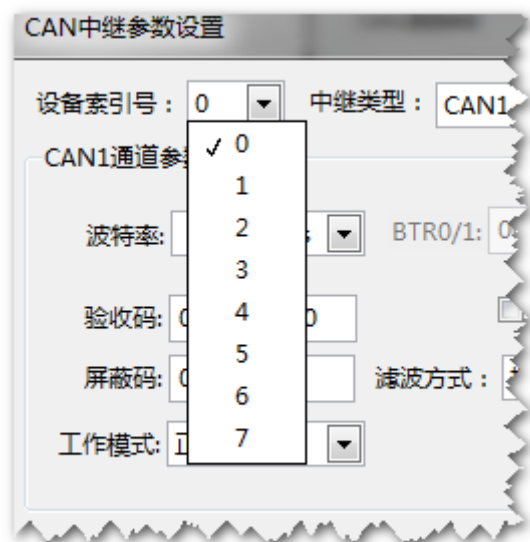 CAN中继参数设置
设备索引号： 0 中继类型： CAN1
CAN1通道参
✓ 0
1
波特率: 2 BTR0/1:
3
验收码: 4
5
屏蔽码: 滤波方式：
6
工作模式: 7